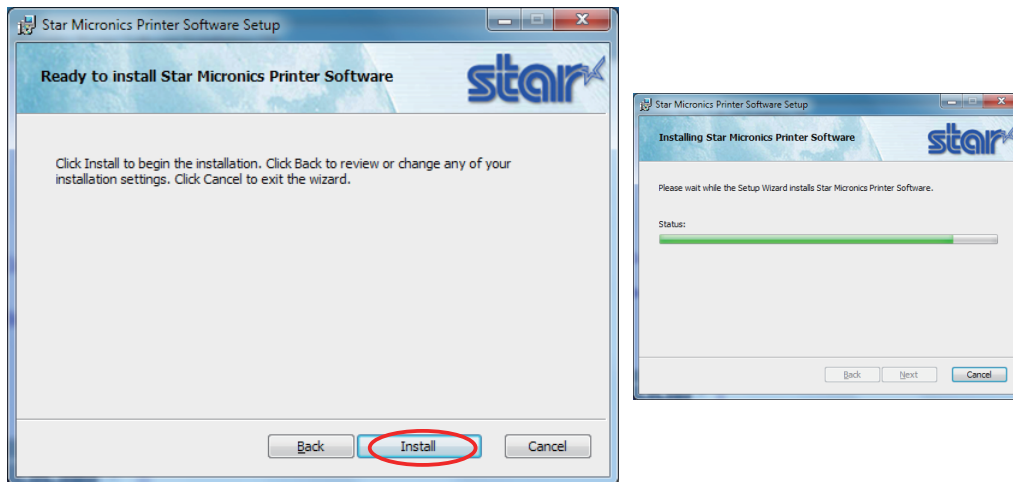 Star Micronics Printer Software Setup
Ready to install Star Micronics Printer Software
star
Click Install to begin the installation. Click Back to review or change any of your
installation settings. Click Cancel to exit the wizard.
Back
Install
Cancel
Star Micronics Printer Software Setup
Installing Star Micronics Printer Software
star
Please wait while the Setup Wizard installs Star Micronics Printer Software.
Status:
Back
Next
Cancel